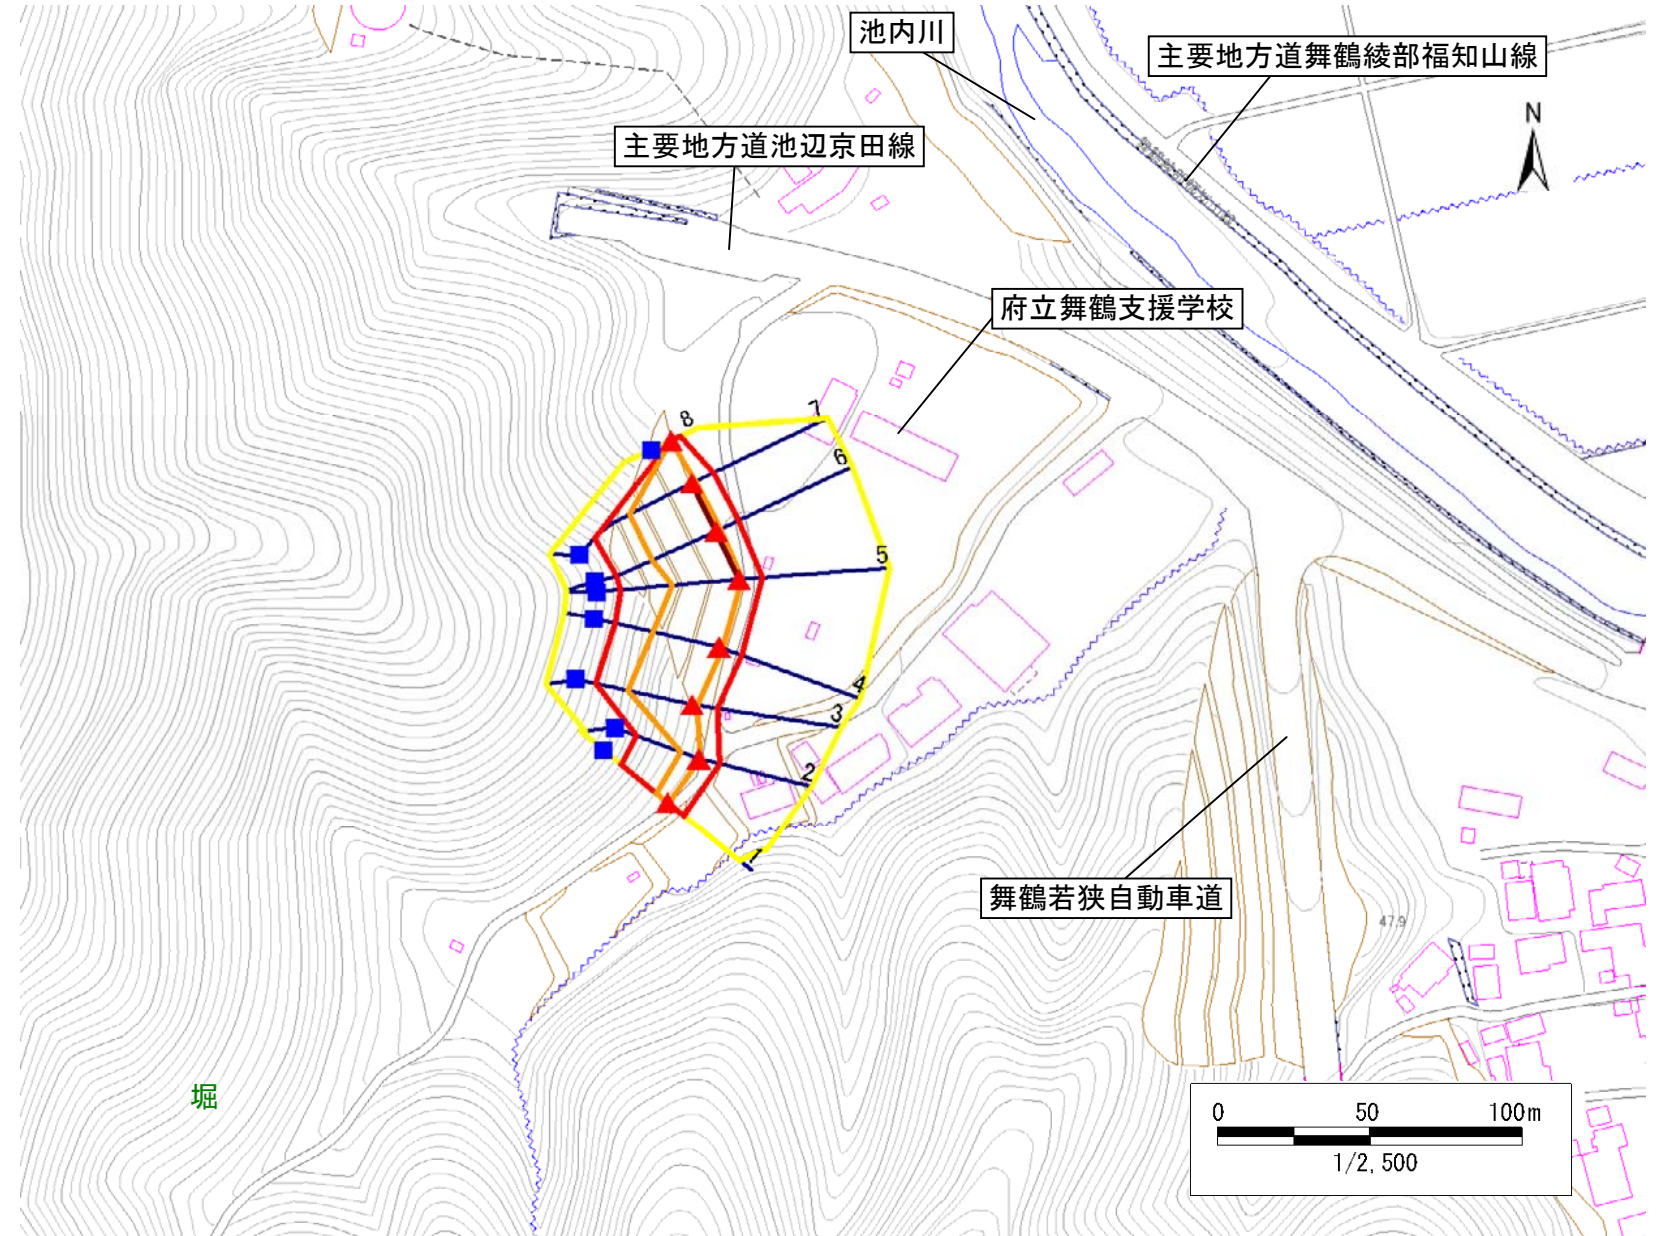 池内川
主要地方道舞鶴綾部福知山線
N
主要地方道池辺京田線
府立舞鶴支援学校
8
7
6
5
4
3
2
1
舞鶴若狭自動車道
47.9
堀
0 50 100m
1/2,500